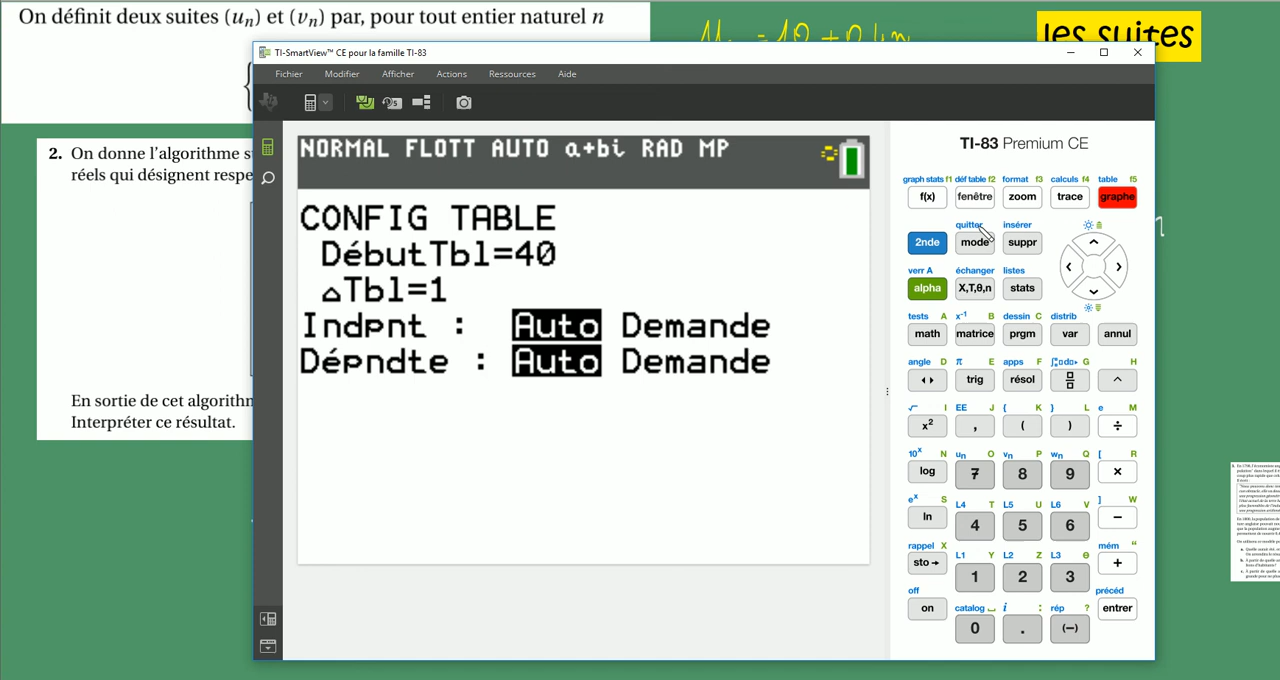 On définit deux suites (uₙ) et (vₙ) par, pour tout entier naturel n
les suites
2. On donne l'algorithme
réels qui désignent respe
En sortie de cet algorithm
Interpréter ce résultat.
TI-SmartView™ CE pour la famille TI-83
Fichier Modifier Afficher Actions Ressources Aide
NORMAL FLOTT AUTO a+bi RAD MP
CONFIG TABLE
DébutTbl=40
△Tbl=1
Indpnt : Auto Demande
Dépndte : Auto Demande
TI-83 Premium CE
graph stats f1 déf table f2 format f3 calculs f4 table f5
f(x) fenêtre zoom trace graphe
quitter insérer
2nde mode suppr
verr A échanger listes
alpha X,T,θ,n stats
tests A x⁻¹ B dessin C distrib
math matrice prgm var annul
angle D π E apps F H
trig résol ^
√ I EE J { K } L e M
x² , ( ) ÷
10ˣ N uₙ O vₙ P wₙ Q [ R
log 7 8 9 ×
eˣ S L4 T L5 U L6 V ] W
ln 4 5 6 −
rappel X L1 Y L2 Z L3 θ mém "
sto→ 1 2 3 +
off catalog i : rép ? précéd
on 0 . (−) entrer